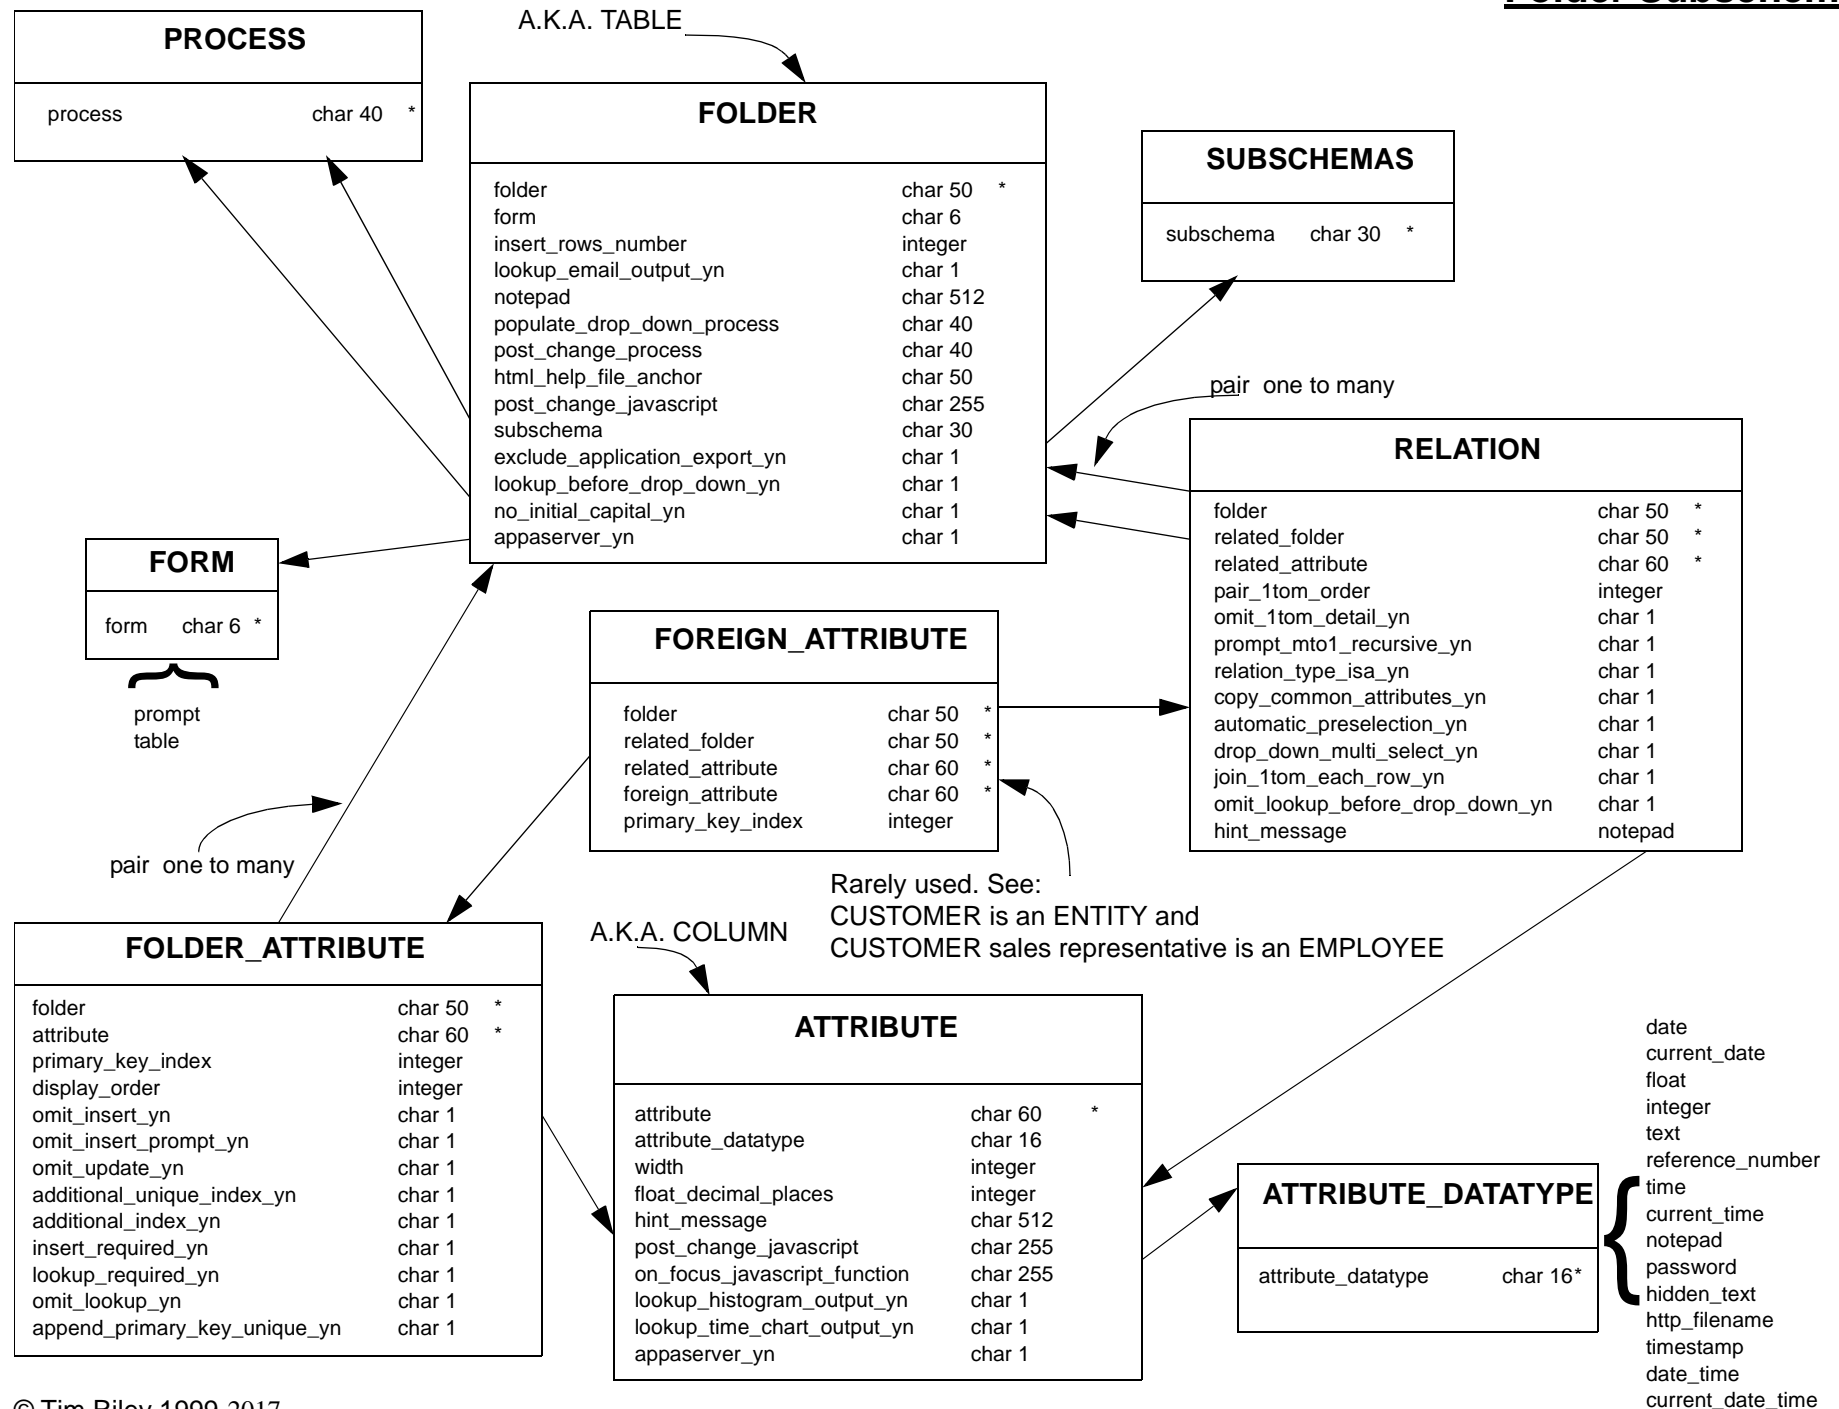 Folder Subschema
A.K.A. TABLE
PROCESS
process char 40 *
FOLDER
folder char 50 *
form char 6
insert_rows_number integer
lookup_email_output_yn char 1
notepad char 512
populate_drop_down_process char 40
post_change_process char 40
html_help_file_anchor char 50
post_change_javascript char 255
subschema char 30
exclude_application_export_yn char 1
lookup_before_drop_down_yn char 1
no_initial_capital_yn char 1
appaserver_yn char 1
SUBSCHEMAS
subschema char 30 *
pair one to many
RELATION
folder char 50 *
related_folder char 50 *
related_attribute char 60 *
pair_1tom_order integer
omit_1tom_detail_yn char 1
prompt_mto1_recursive_yn char 1
relation_type_isa_yn char 1
copy_common_attributes_yn char 1
automatic_preselection_yn char 1
drop_down_multi_select_yn char 1
join_1tom_each_row_yn char 1
omit_lookup_before_drop_down_yn char 1
hint_message notepad
FORM
form char 6 *
prompt
table
FOREIGN_ATTRIBUTE
folder char 50 *
related_folder char 50 *
related_attribute char 60 *
foreign_attribute char 60 *
primary_key_index integer
pair one to many
Rarely used. See:
CUSTOMER is an ENTITY and
CUSTOMER sales representative is an EMPLOYEE
A.K.A. COLUMN
FOLDER_ATTRIBUTE
folder char 50 *
attribute char 60 *
primary_key_index integer
display_order integer
omit_insert_yn char 1
omit_insert_prompt_yn char 1
omit_update_yn char 1
additional_unique_index_yn char 1
additional_index_yn char 1
insert_required_yn char 1
lookup_required_yn char 1
omit_lookup_yn char 1
append_primary_key_unique_yn char 1
ATTRIBUTE
attribute char 60 *
attribute_datatype char 16
width integer
float_decimal_places integer
hint_message char 512
post_change_javascript char 255
on_focus_javascript_function char 255
lookup_histogram_output_yn char 1
lookup_time_chart_output_yn char 1
appaserver_yn char 1
ATTRIBUTE_DATATYPE
attribute_datatype char 16*
date
current_date
float
integer
text
reference_number
time
current_time
notepad
password
hidden_text
http_filename
timestamp
date_time
current_date_time
© Tim Riley 1999-2017